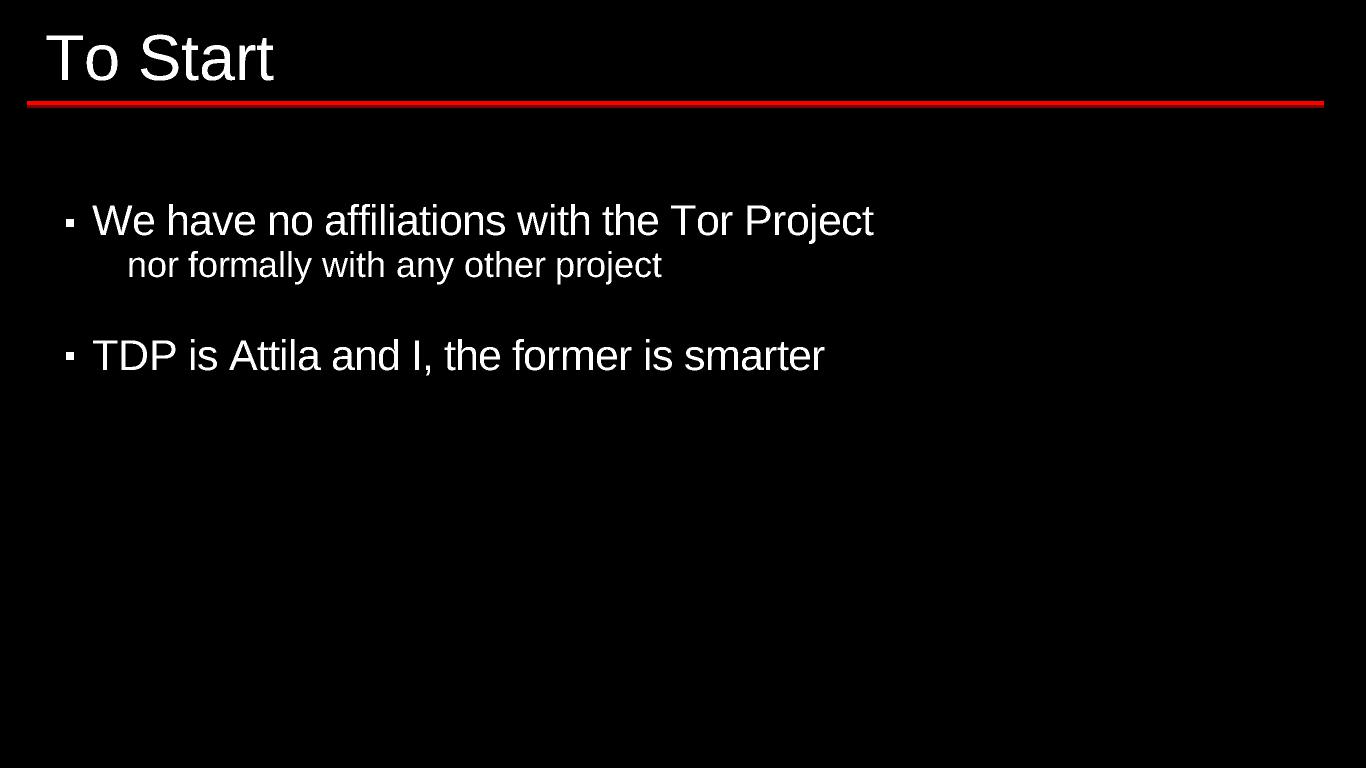 To Start
▪ We have no affiliations with the Tor Project
nor formally with any other project
▪ TDP is Attila and I, the former is smarter